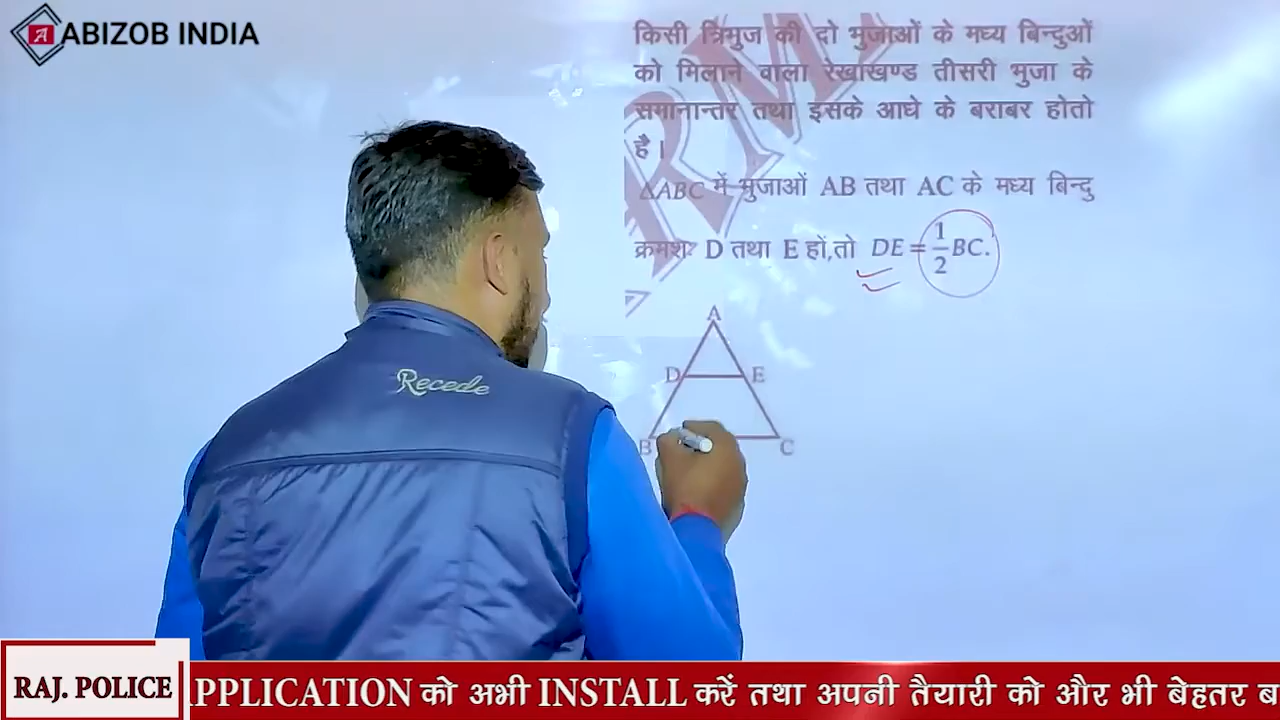 ABIZOB INDIA
किसी त्रिभुज की दो भुजाओं के मध्य बिन्दुओं
को मिलाने वाला रेखाखण्ड तीसरी भुजा के
समानान्तर तथा इसके आधे के बराबर होतो
है।
ΔABC में भुजाओं AB तथा AC के मध्य बिन्दु
क्रमशः D तथा E हों,तो DE = 1/2 BC.
A
D E
B C
Recede
RAJ. POLICE
PPLICATION को अभी INSTALL करें तथा अपनी तैयारी को और भी बेहतर ब